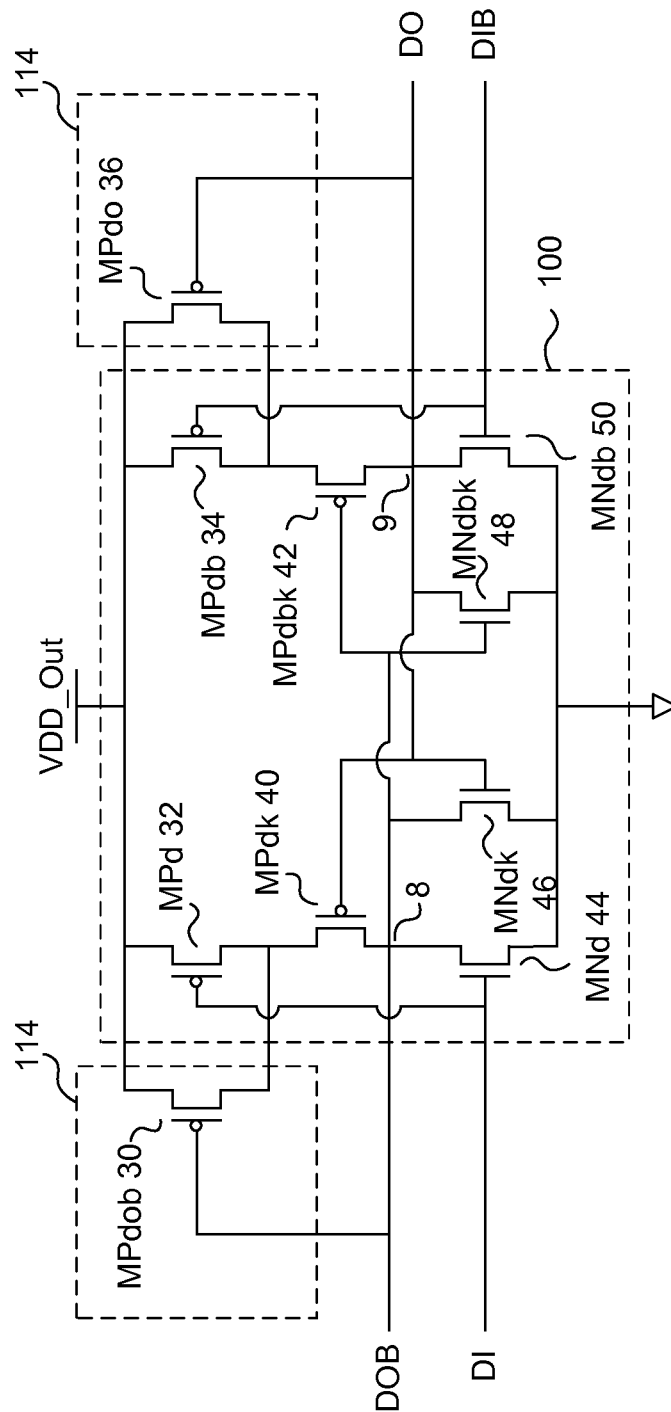 114
MPdo 36
DO
DIB
100
MPdb 34
MPdbk 42
9
MNdbk
48
MNdb 50
VDD_Out
MPd 32
MPdk 40
8
MNdk
46
MNd 44
114
MPdob 30
DOB
DI